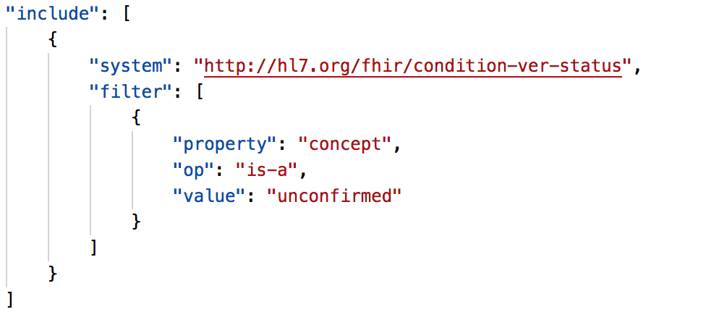 "include": [
{
"system": "http://hl7.org/fhir/condition-ver-status",
"filter": [
{
"property": "concept",
"op": "is-a",
"value": "unconfirmed"
}
]
}
]